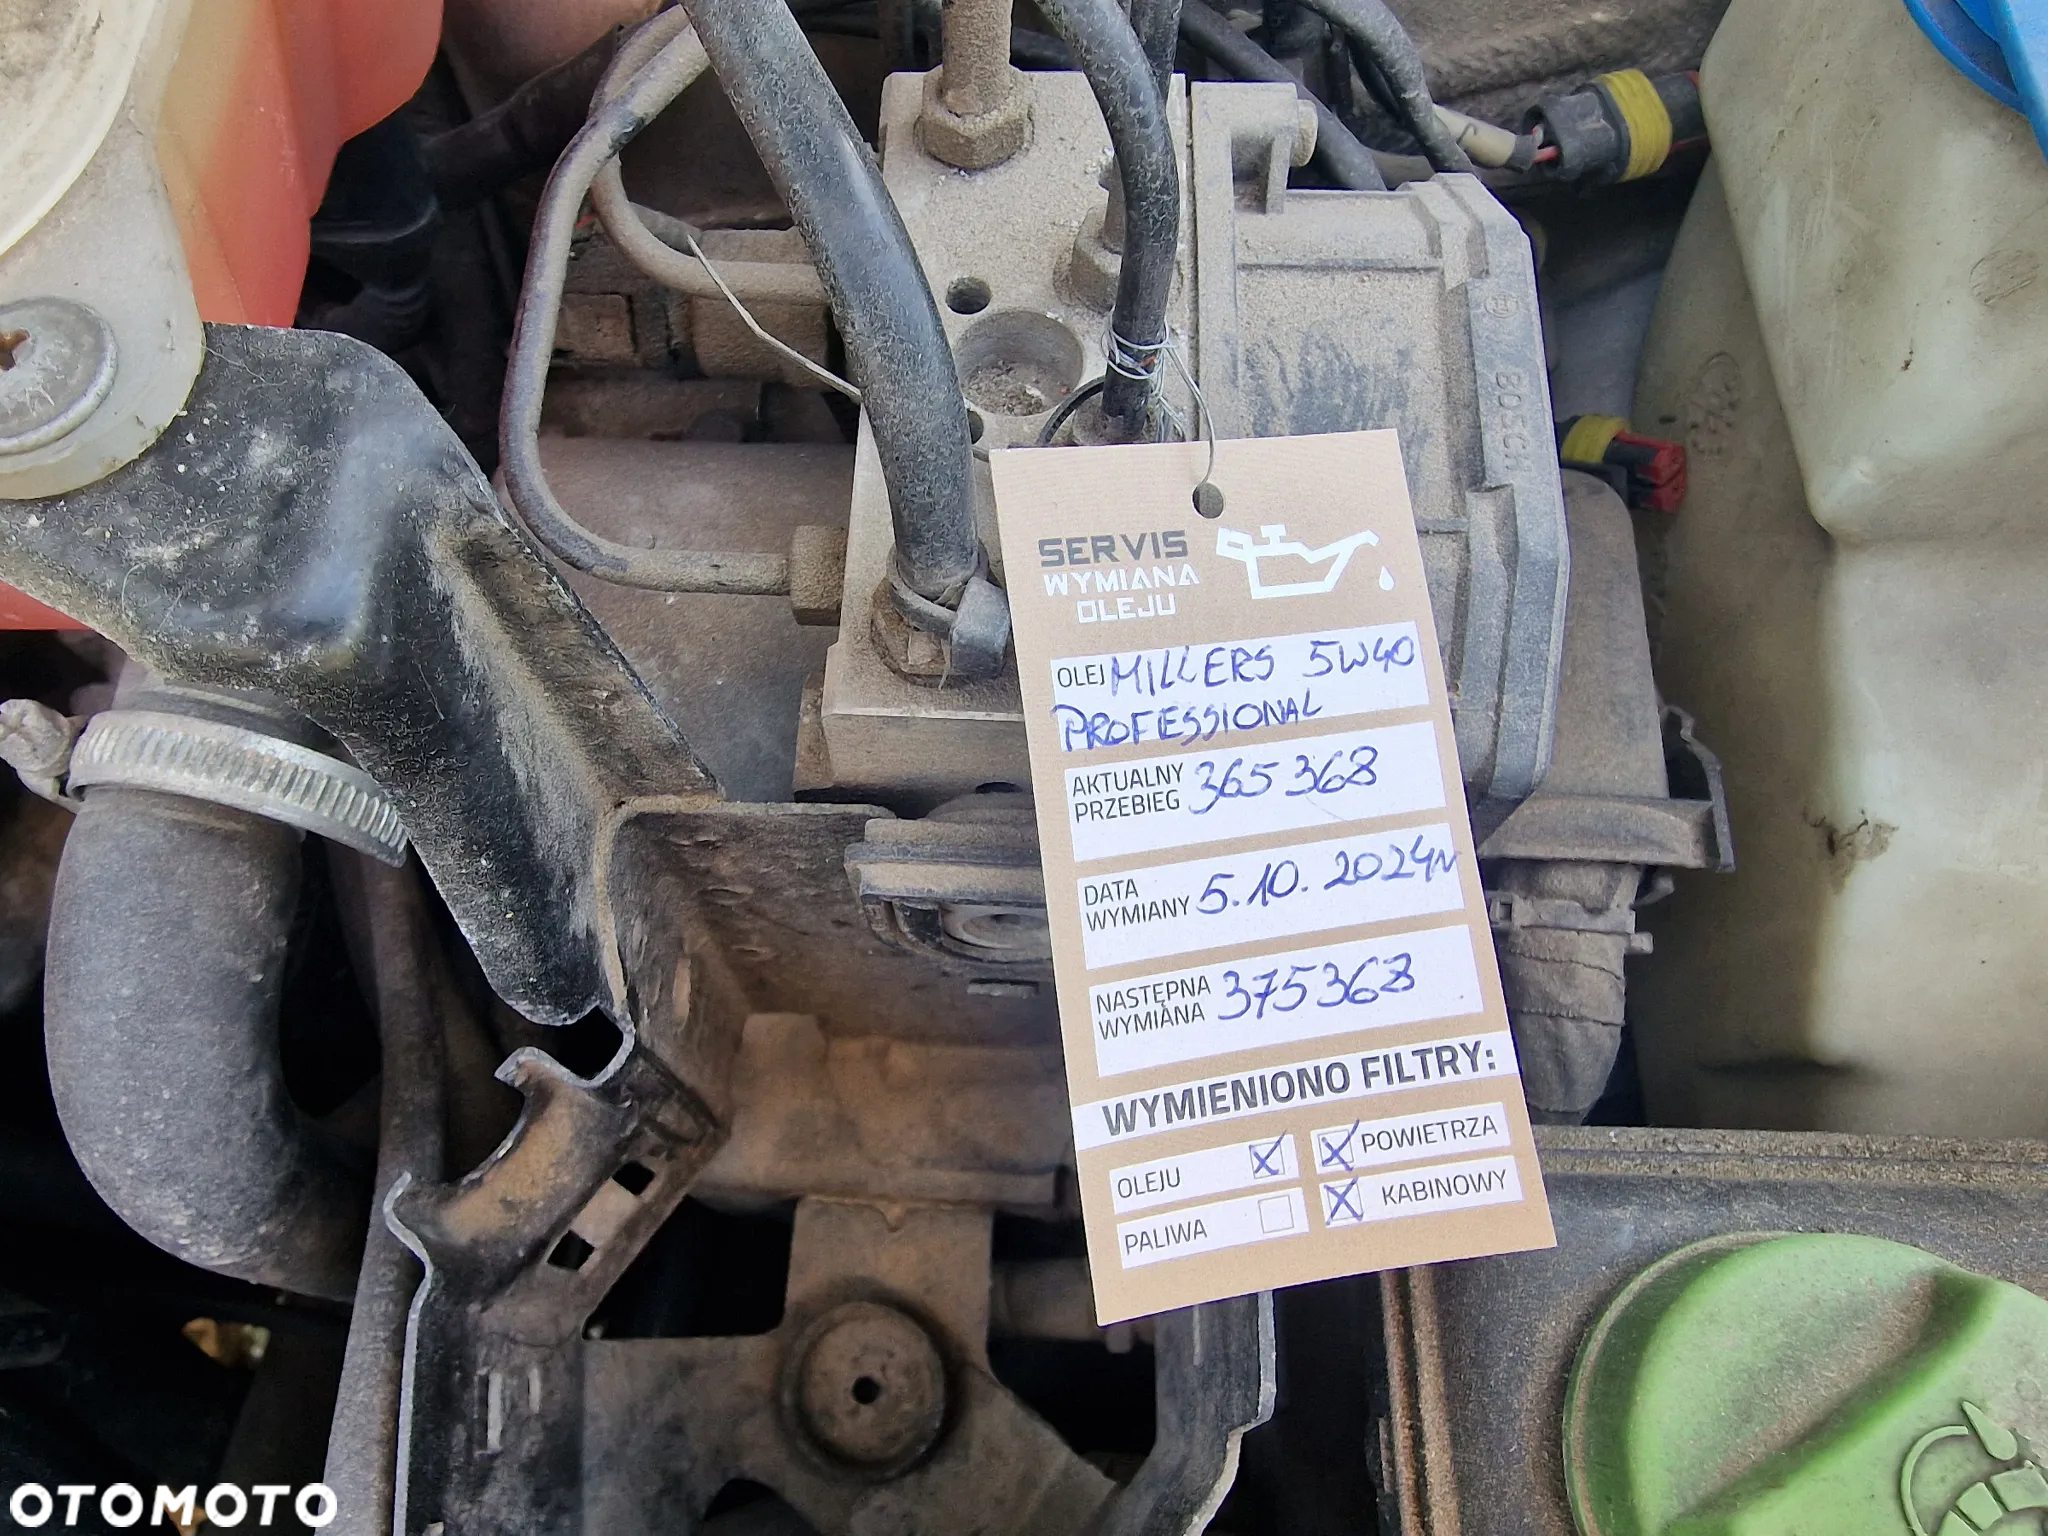 BOSCH
SERVIS
WYMIANA
OLEJU
OLEJ MILLERS 5W40
PROFESSIONAL
AKTUALNY
PRZEBIEG 365 368
DATA
WYMIANY 5.10.2024r
NASTĘPNA
WYMIANA 375368
WYMIENIONO FILTRY:
OLEJU
POWIETRZA
PALIWA
KABINOWY
OTOMOTO